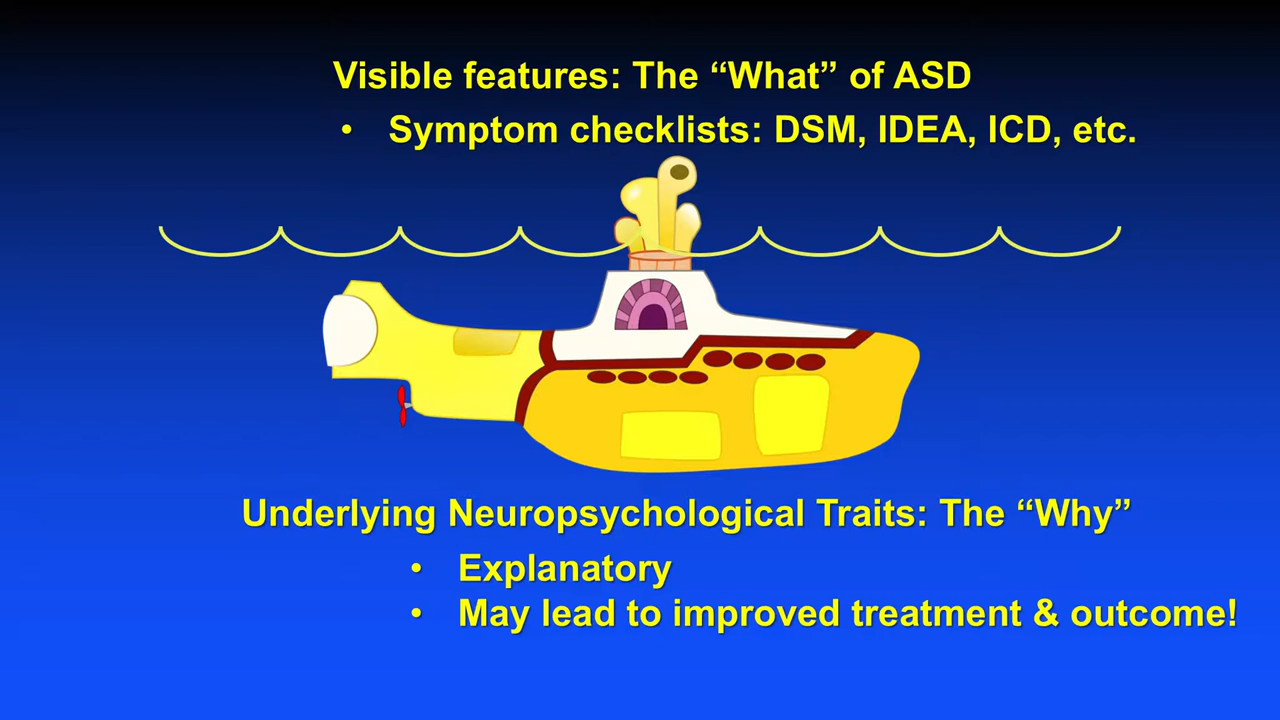 Visible features: The “What” of ASD
• Symptom checklists: DSM, IDEA, ICD, etc.
Underlying Neuropsychological Traits: The “Why”
• Explanatory
• May lead to improved treatment & outcome!